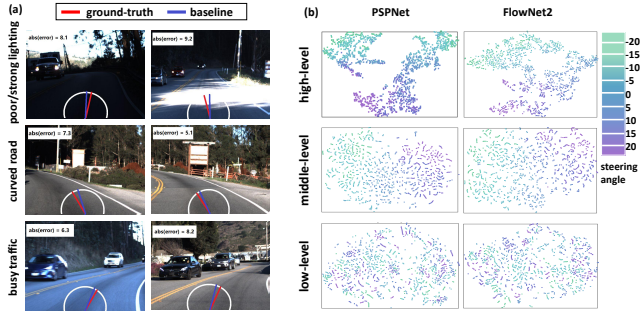 (a)
ground-truth
baseline
poor/strong lighting
abs(error) = 8.1
abs(error) = 9.2
curved road
abs(error) = 7.3
abs(error) = 5.1
busy traffic
abs(error) = 6.3
abs(error) = 8.2
(b)
PSPNet
FlowNet2
high-level
middle-level
low-level
-20
-15
-10
-5
0
5
10
15
20
steering
angle